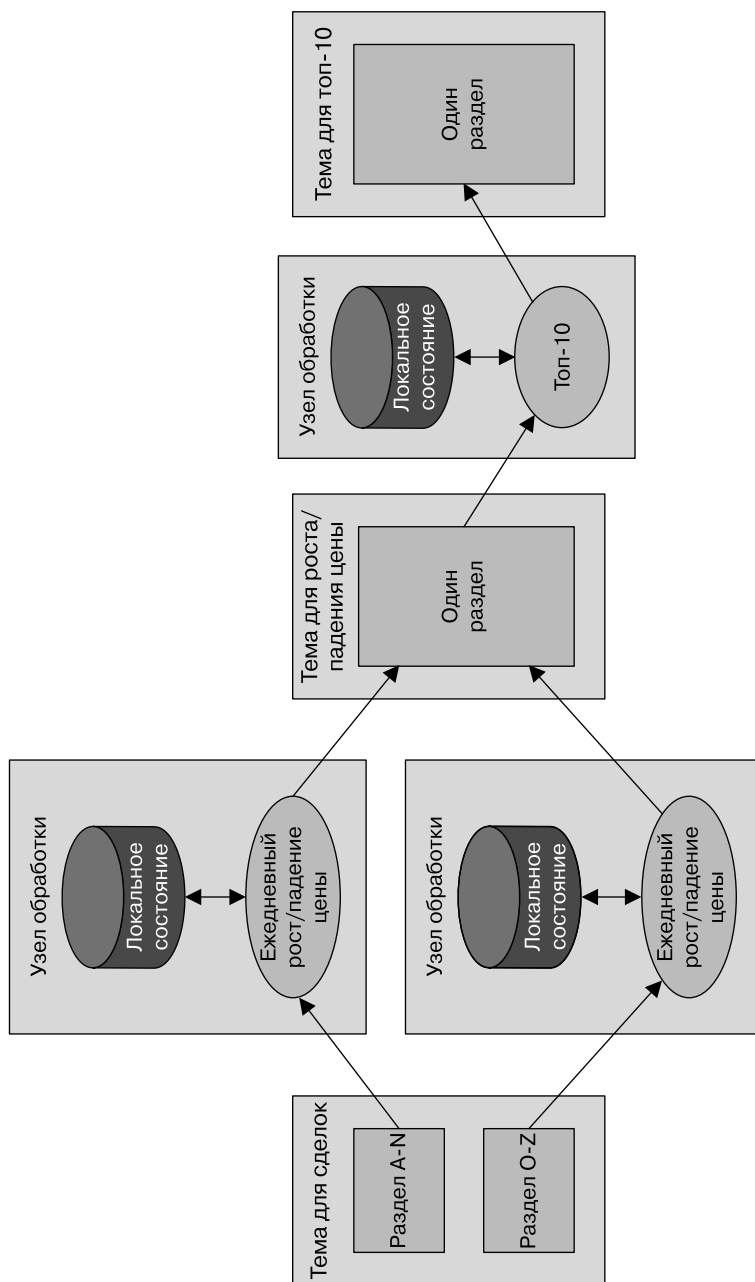 Тема для сделок
Раздел A-N
Раздел O-Z
Узел обработки
Локальное
состояние
Ежедневный
рост/падение
цены
Узел обработки
Локальное
состояние
Ежедневный
рост/падение
цены
Тема для роста/
падения цены
Один
раздел
Узел обработки
Локальное
состояние
Топ-10
Тема для топ-10
Один
раздел